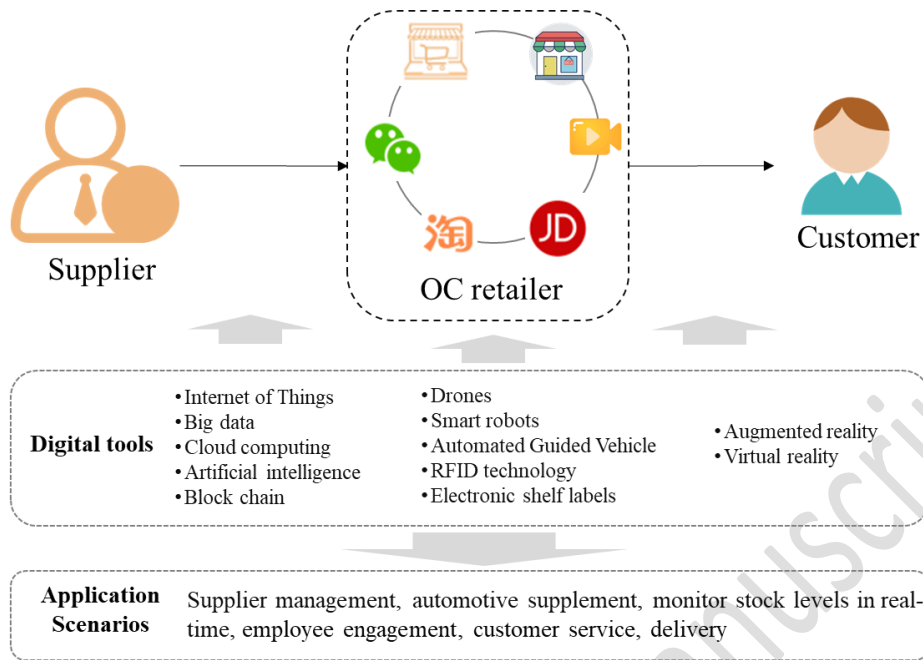 淘
JD
Supplier
OC retailer
Customer
Digital tools
•Internet of Things
•Big data
•Cloud computing
•Artificial intelligence
•Block chain
•Drones
•Smart robots
•Automated Guided Vehicle
•RFID technology
•Electronic shelf labels
•Augmented reality
•Virtual reality
Application
Scenarios
Supplier management, automotive supplement, monitor stock levels in real-
time, employee engagement, customer service, delivery